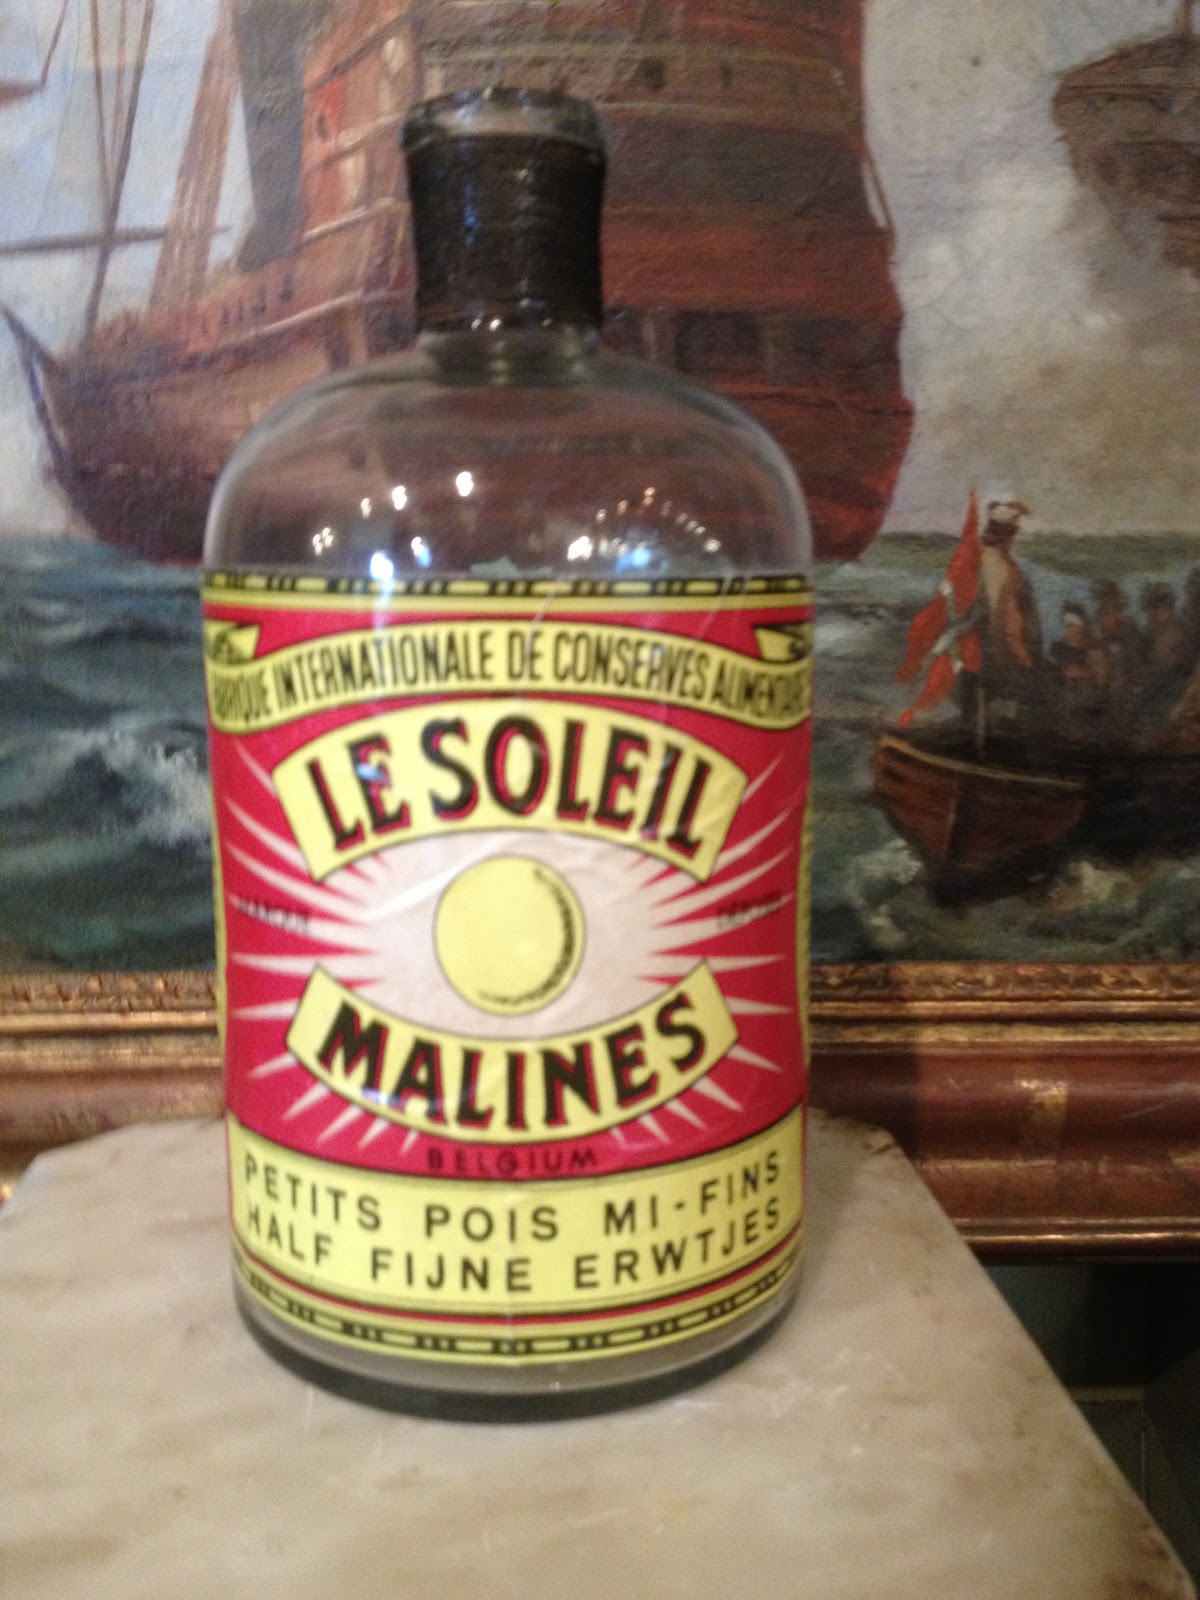 INTERNATIONALE DE CONSERVES
LE SOLEIL
MALINES
BELGIUM
PETITS POIS MI-FINS
HALF FIJNE ERWTJES